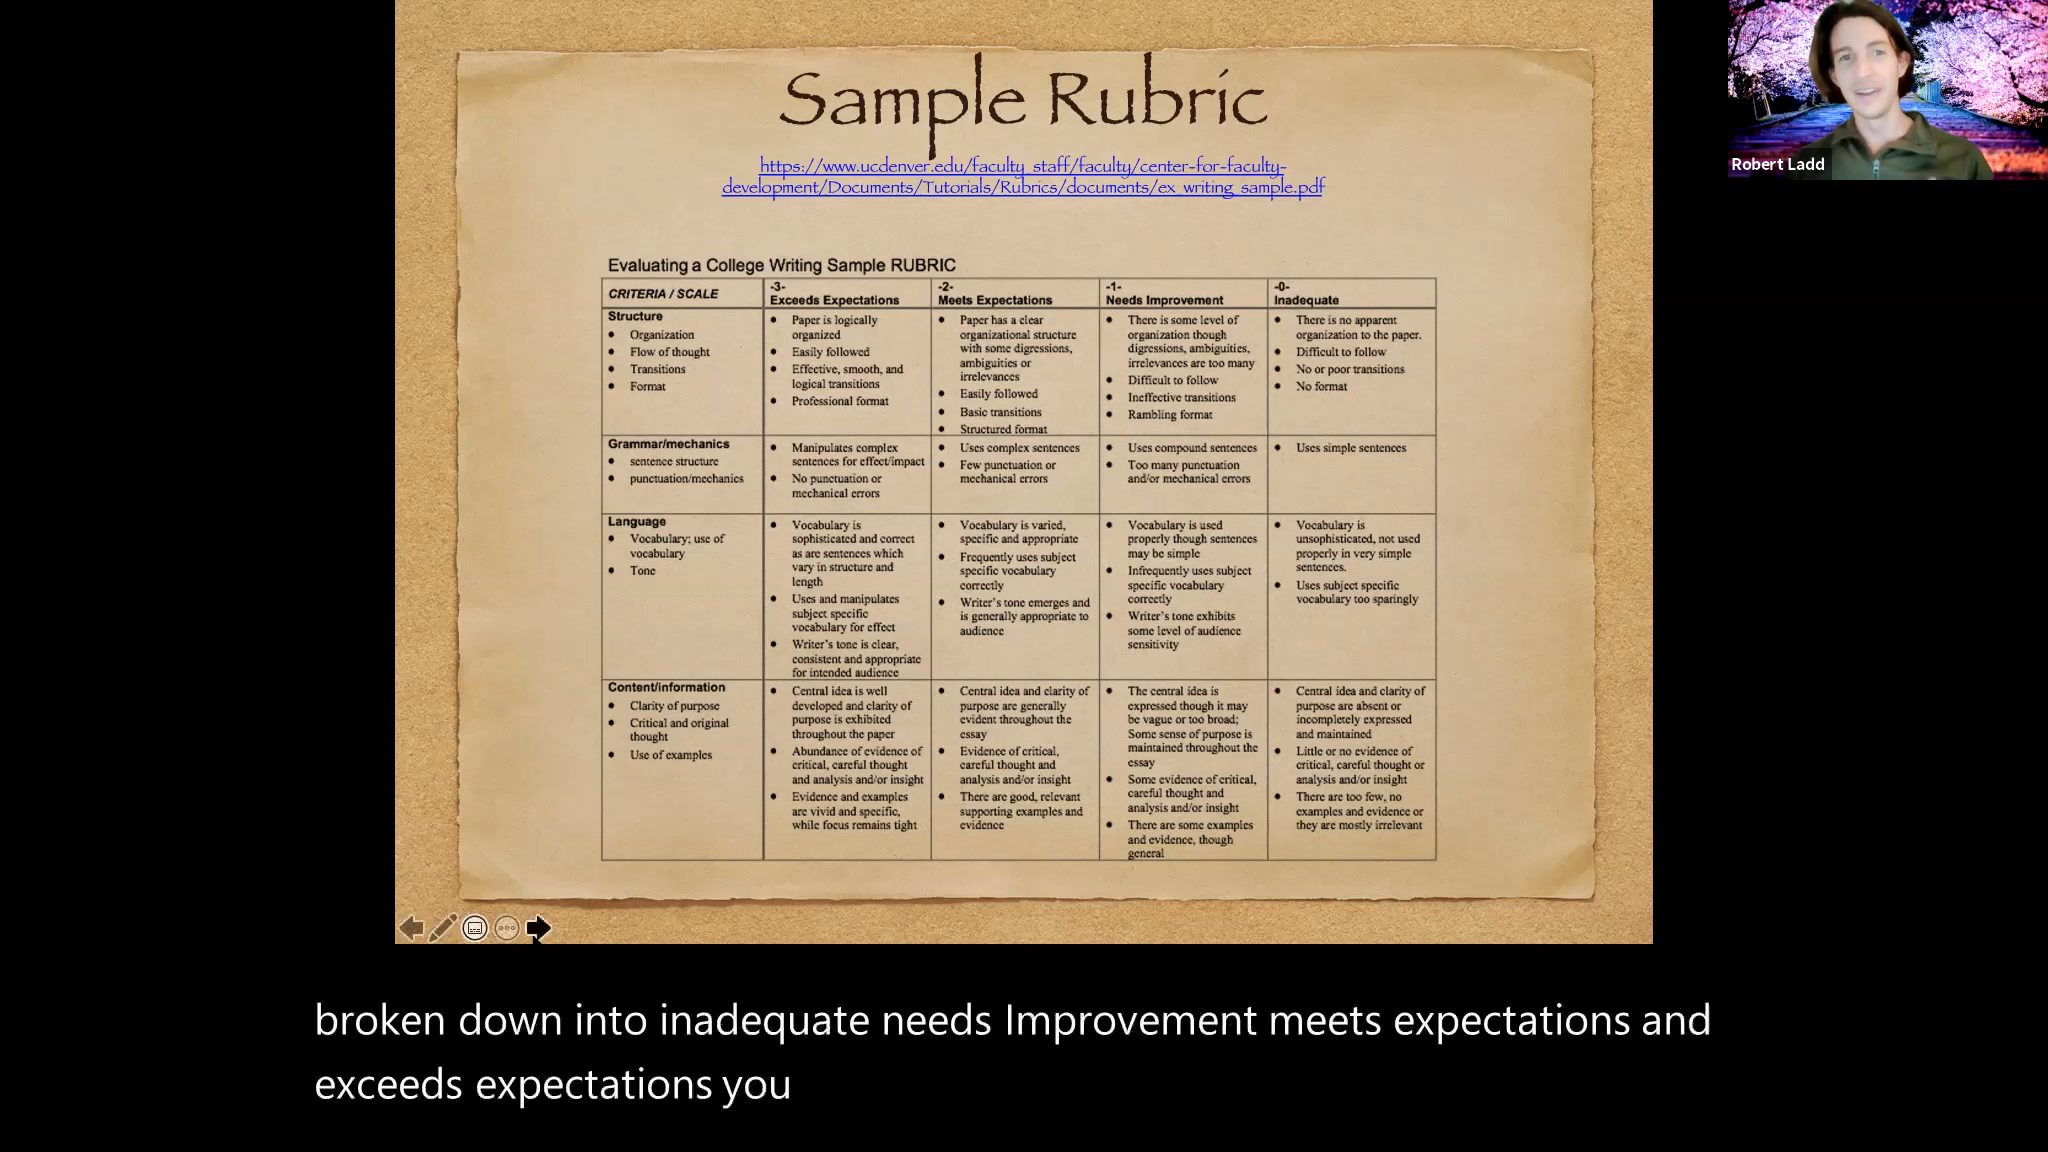 Sample Rubric
https://www.ucdenver.edu/faculty_staff/faculty/center-for-faculty-
development/Documents/Tutorials/Rubrics/documents/ex_writing_sample.pdf
Robert Ladd
Evaluating a College Writing Sample RUBRIC
CRITERIA / SCALE
-3-
Exceeds Expectations
-2-
Meets Expectations
-1-
Needs Improvement
-0-
Inadequate
Structure
• Organization
• Flow of thought
• Transitions
• Format
• Paper is logically
organized
• Easily followed
• Effective, smooth, and
logical transitions
• Professional format
• Paper has a clear
organizational structure
with some digressions,
ambiguities or
irrelevances
• Easily followed
• Basic transitions
• Structured format
• There is some level of
organization though
digressions, ambiguities,
irrelevances are too many
• Difficult to follow
• Ineffective transitions
• Rambling format
• There is no apparent
organization to the paper.
• Difficult to follow
• No or poor transitions
• No format
Grammar/mechanics
• sentence structure
• punctuation/mechanics
• Manipulates complex
sentences for effect/impact
• No punctuation or
mechanical errors
• Uses complex sentences
• Few punctuation or
mechanical errors
• Uses compound sentences
• Too many punctuation
and/or mechanical errors
• Uses simple sentences
Language
• Vocabulary; use of
vocabulary
• Tone
• Vocabulary is
sophisticated and correct
as are sentences which
vary in structure and
length
• Uses and manipulates
subject specific
vocabulary for effect
• Writer's tone is clear,
consistent and appropriate
for intended audience
• Vocabulary is varied,
specific and appropriate
• Frequently uses subject
specific vocabulary
correctly
• Writer's tone emerges and
is generally appropriate to
audience
• Vocabulary is used
properly though sentences
may be simple
• Infrequently uses subject
specific vocabulary
correctly
• Writer's tone exhibits
some level of audience
sensitivity
• Vocabulary is
unsophisticated, not used
properly in very simple
sentences.
• Uses subject specific
vocabulary too sparingly
Content/information
• Clarity of purpose
• Critical and original
thought
• Use of examples
• Central idea is well
developed and clarity of
purpose is exhibited
throughout the paper
• Abundance of evidence of
critical, careful thought
and analysis and/or insight
• Evidence and examples
are vivid and specific,
while focus remains tight
• Central idea and clarity of
purpose are generally
evident throughout the
essay
• Evidence of critical,
careful thought and
analysis and/or insight
• There are good, relevant
supporting examples and
evidence
• The central idea is
expressed though it may
be vague or too broad;
Some sense of purpose is
maintained throughout the
essay
• Some evidence of critical,
careful thought and
analysis and/or insight
• There are some examples
and evidence, though
general
• Central idea and clarity of
purpose are absent or
incompletely expressed
and maintained
• Little or no evidence of
critical, careful thought or
analysis and/or insight
• There are too few, no
examples and evidence or
they are mostly irrelevant
broken down into inadequate needs Improvement meets expectations and
exceeds expectations you